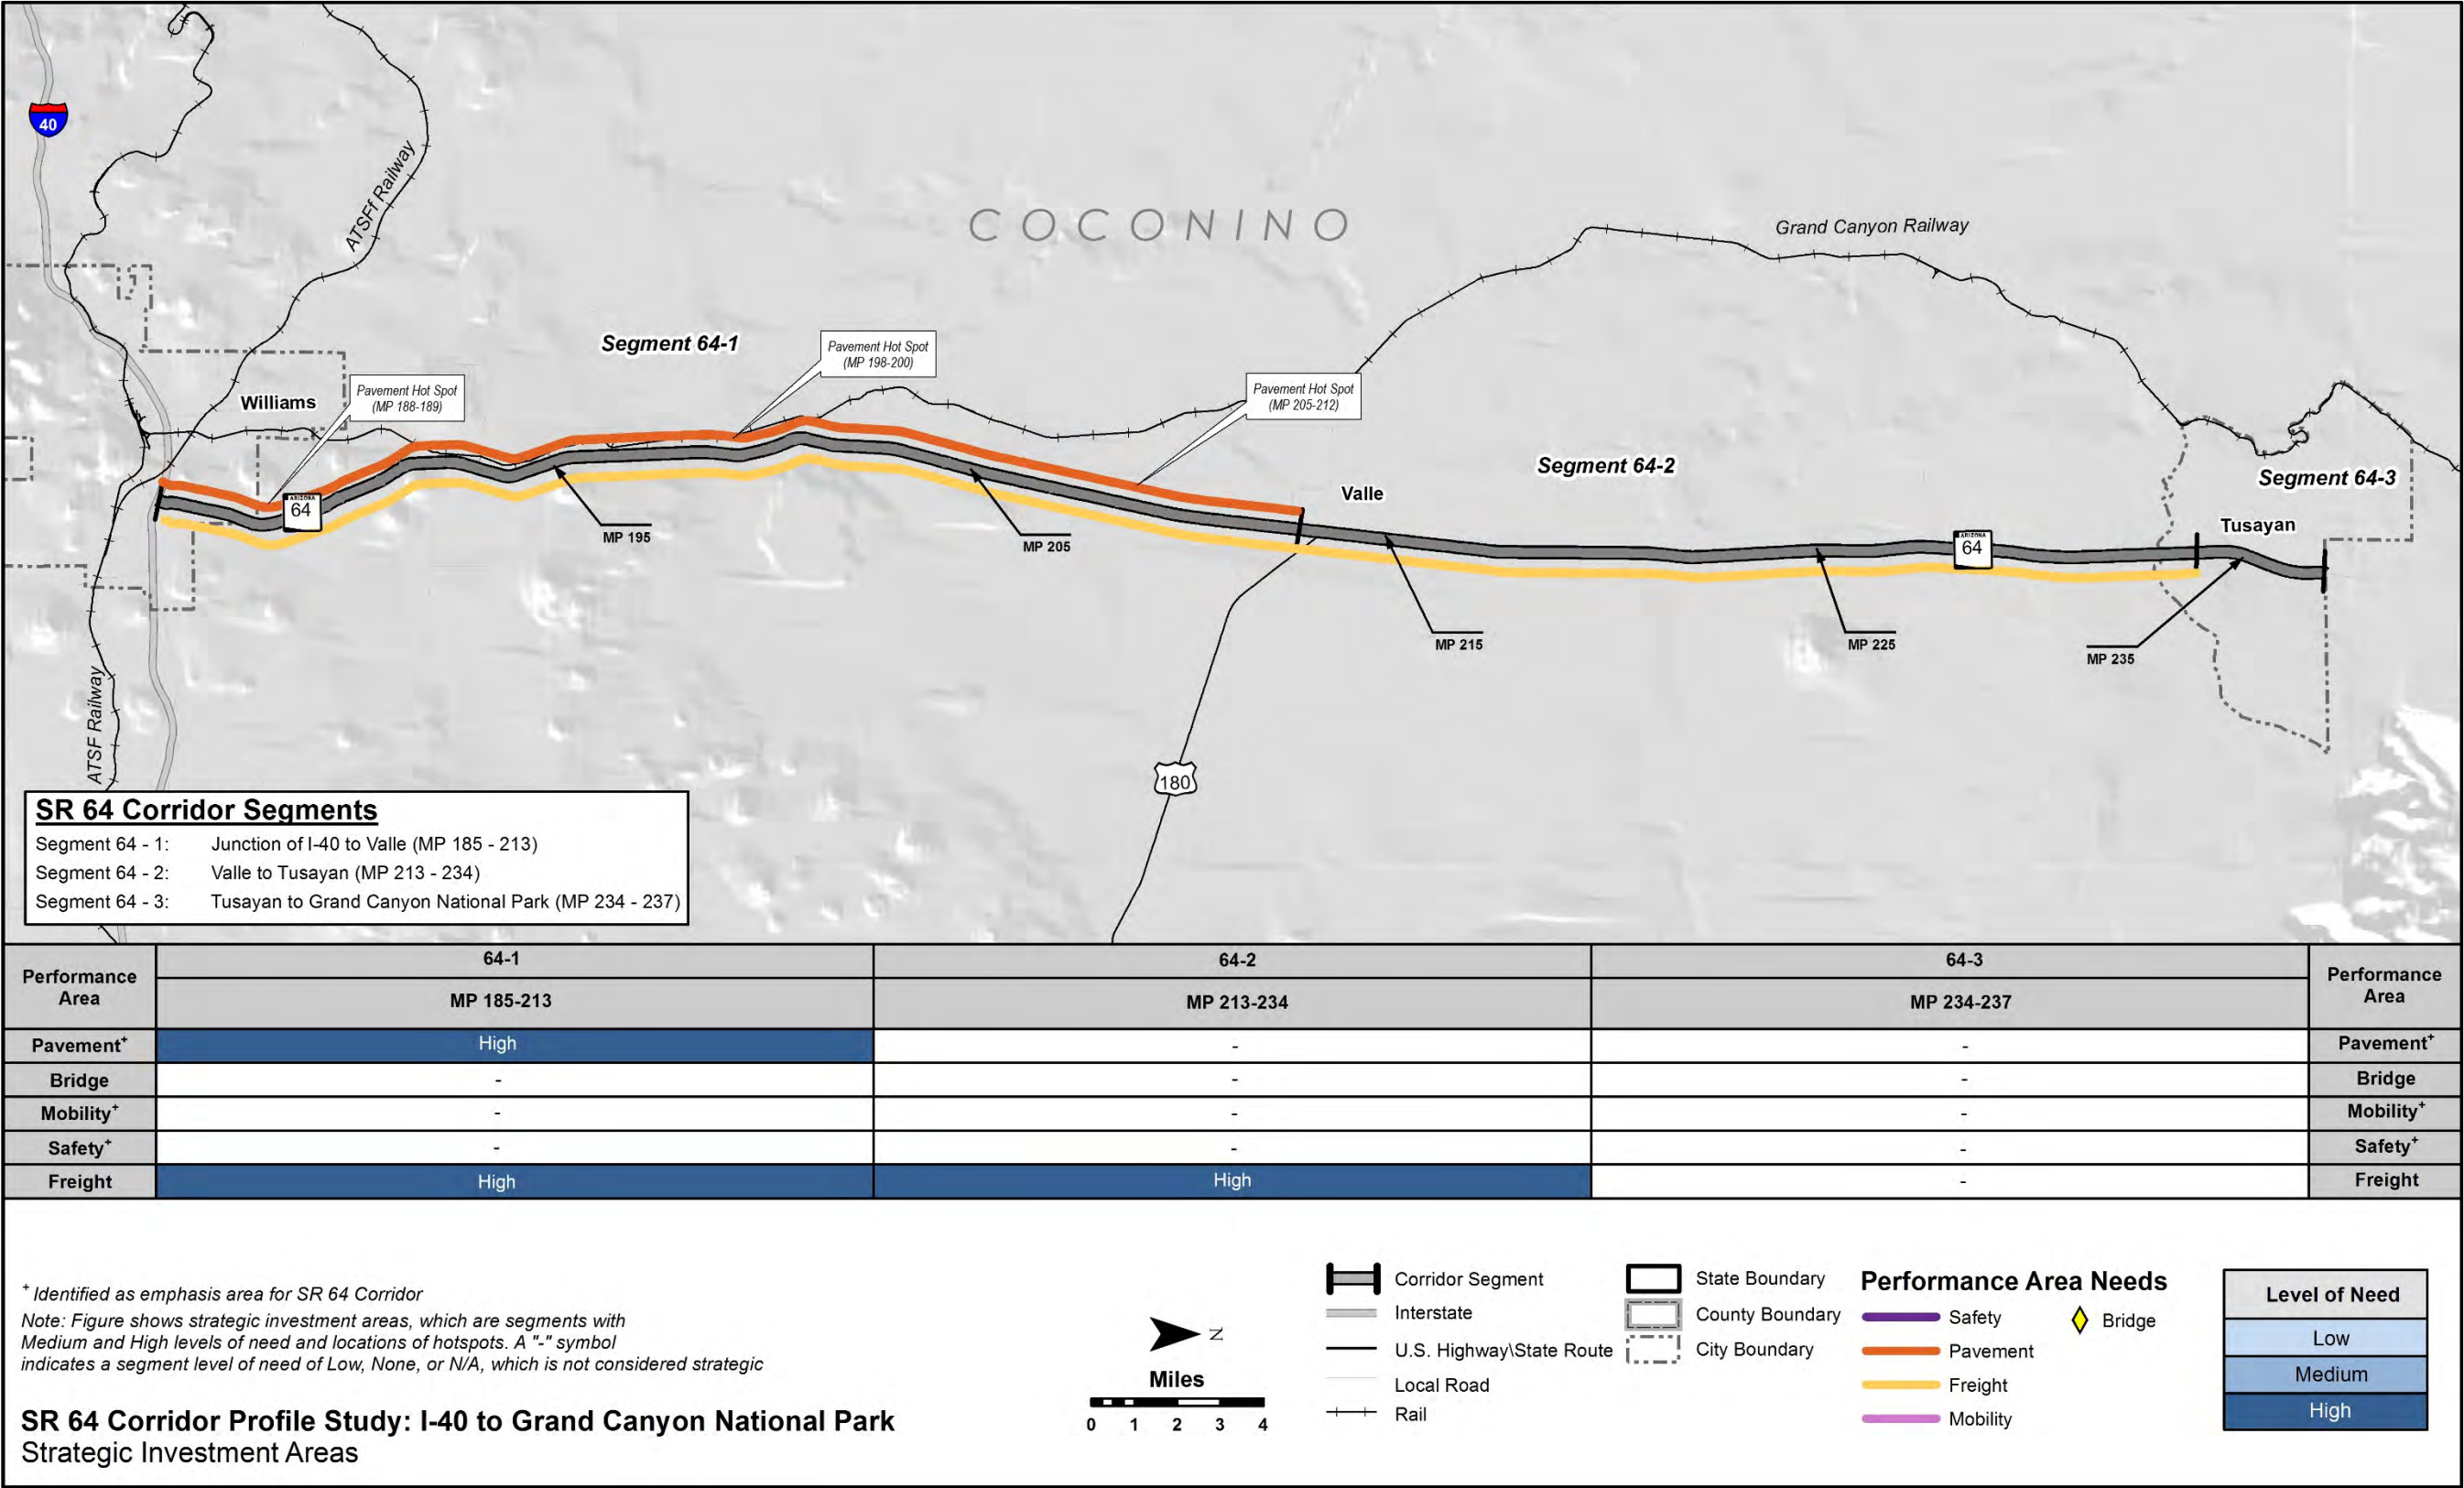 40
ATSFf Railway
COCONINO
Grand Canyon Railway
Segment 64-1
Pavement Hot Spot
(MP 198-200)
Williams
Pavement Hot Spot
(MP 188-189)
Pavement Hot Spot
(MP 205-212)
Segment 64-2
Segment 64-3
Valle
Tusayan
ARIZONA
64
ARIZONA
64
MP 195
MP 205
MP 215
MP 225
MP 235
ATSF Railway
180
SR 64 Corridor Segments
Segment 64 - 1: Junction of I-40 to Valle (MP 185 - 213)
Segment 64 - 2: Valle to Tusayan (MP 213 - 234)
Segment 64 - 3: Tusayan to Grand Canyon National Park (MP 234 - 237)
Performance Area 64-1 64-2 64-3 Performance Area
MP 185-213 MP 213-234 MP 234-237
Pavement+ High - - Pavement+
Bridge - - - Bridge
Mobility+ - - - Mobility+
Safety+ - - - Safety+
Freight High High - Freight
+ Identified as emphasis area for SR 64 Corridor
Note: Figure shows strategic investment areas, which are segments with
Medium and High levels of need and locations of hotspots. A "-" symbol
indicates a segment level of need of Low, None, or N/A, which is not considered strategic
SR 64 Corridor Profile Study: I-40 to Grand Canyon National Park
Strategic Investment Areas
N
Miles
0 1 2 3 4
Corridor Segment
Interstate
U.S. Highway\State Route
Local Road
Rail
State Boundary
County Boundary
City Boundary
Performance Area Needs
Safety
Pavement
Freight
Mobility
Bridge
Level of Need
Low
Medium
High